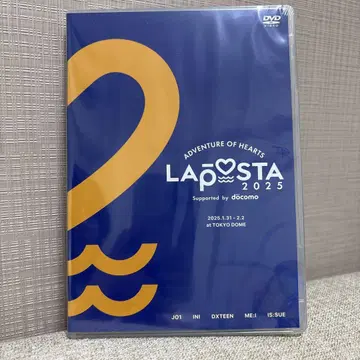 DVD
ADVENTURE OF HEARTS
LAPOSTA
2025
Supported by döcomo
2025.1.31 - 2.2
at TOKYO DOME
JO1 INI DXTEEN ME:I IS:SUE